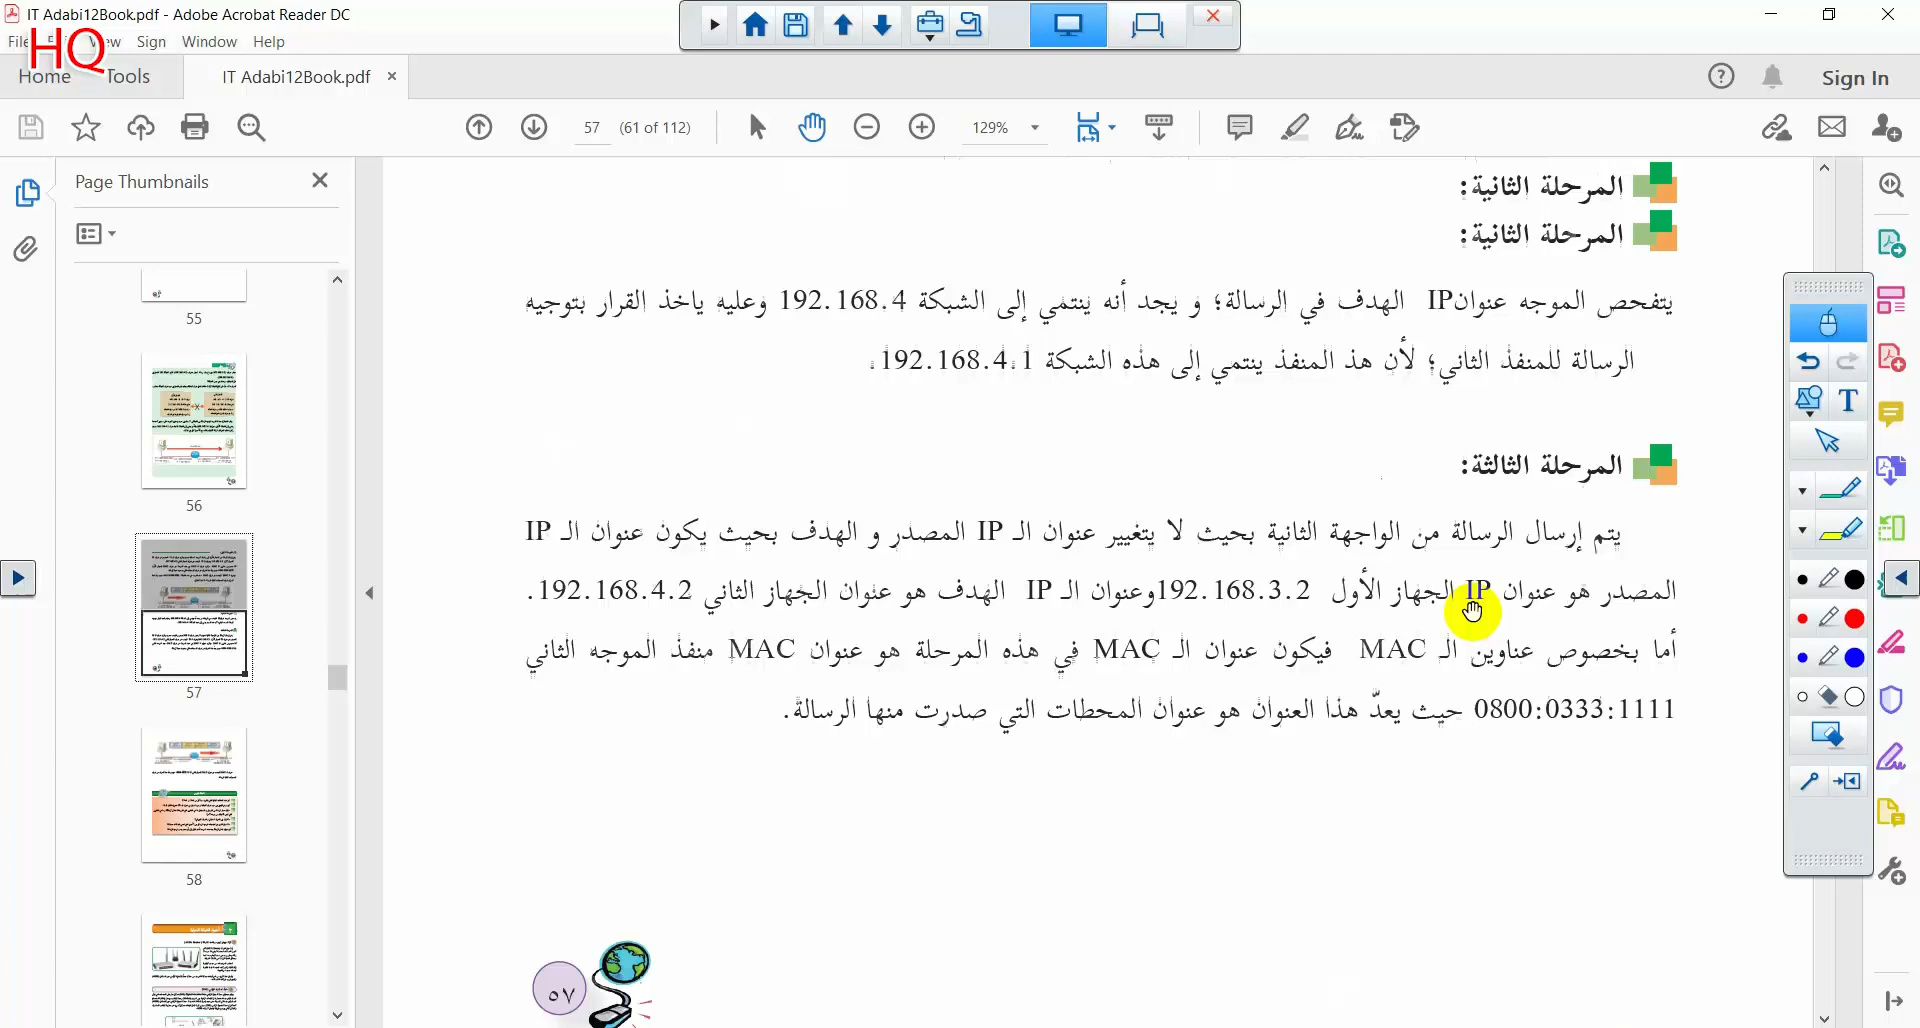 IT Adabi12Book.pdf - Adobe Acrobat Reader DC
HQ
File View Sign Window Help
Home Tools IT Adabi12Book.pdf
Sign In
57 (61 of 112) 129%
Page Thumbnails
55
56
57
58
المرحلة الثانية:
المرحلة الثانية:
يتفحص الموجه عنوانIP الهدف في الرسالة؛ و يجد أنه ينتمي إلى الشبكة 192.168.4 وعليه ياخذ القرار بتوجيه
الرسالة للمنفذ الثاني؛ لأن هذ المنفذ ينتمي إلى هذه الشبكة 192.168.4.1.
المرحلة الثالثة:
يتم إرسال الرسالة من الواجهة الثانية بحيث لا يتغيير عنوان الـ IP المصدر و الهدف بحيث يكون عنوان الـ IP
المصدر هو عنوان IP الجهاز الأول 192.168.3.2وعنوان الـ IP الهدف هو عنوان الجهاز الثاني 192.168.4.2.
أما بخصوص عناوين الـ MAC فيكون عنوان الـ MAC في هذه المرحلة هو عنوان MAC منفذ الموجه الثاني
0800:0333:1111 حيث يعدّ هذا العنوان هو عنوان المحطات التي صدرت منها الرسالة.
٥٧